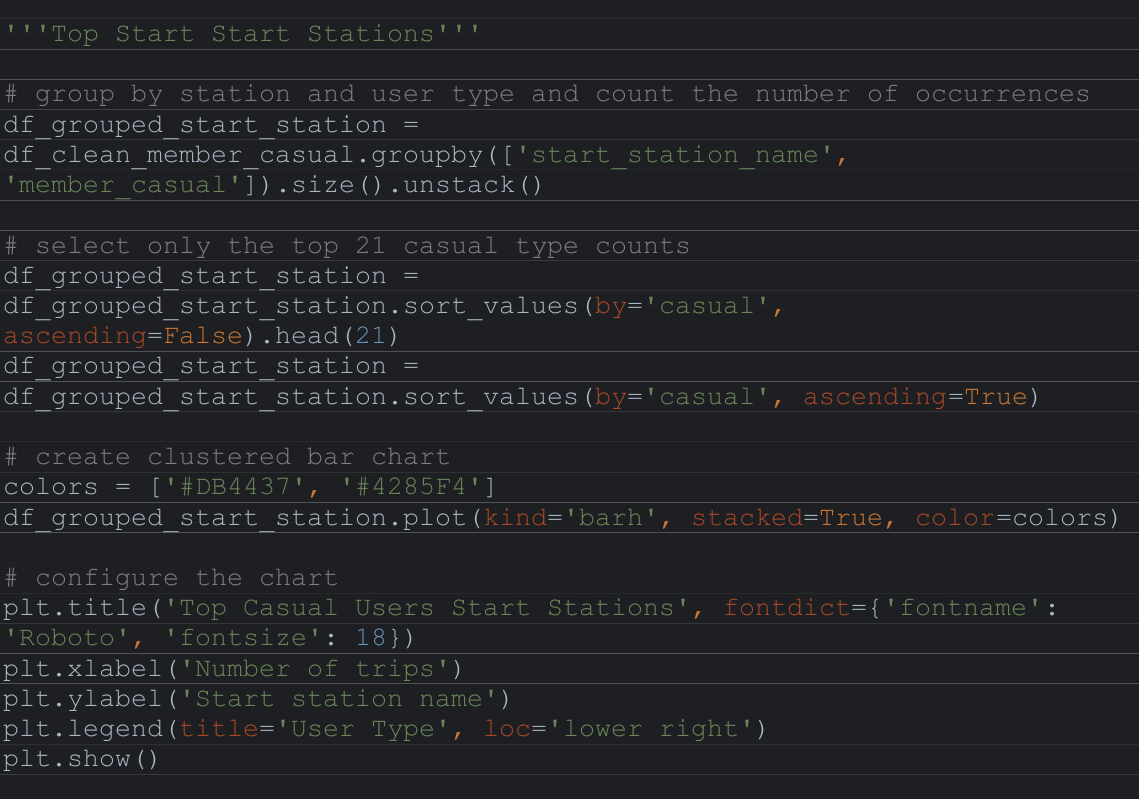 '''Top Start Start Stations'''
# group by station and user type and count the number of occurrences
df_grouped_start_station =
df_clean_member_casual.groupby(['start_station_name',
'member_casual']).size().unstack()
# select only the top 21 casual type counts
df_grouped_start_station =
df_grouped_start_station.sort_values(by='casual',
ascending=False).head(21)
df_grouped_start_station =
df_grouped_start_station.sort_values(by='casual', ascending=True)
# create clustered bar chart
colors = ['#DB4437', '#4285F4']
df_grouped_start_station.plot(kind='barh', stacked=True, color=colors)
# configure the chart
plt.title('Top Casual Users Start Stations', fontdict={'fontname':
'Roboto', 'fontsize': 18})
plt.xlabel('Number of trips')
plt.ylabel('Start station name')
plt.legend(title='User Type', loc='lower right')
plt.show()